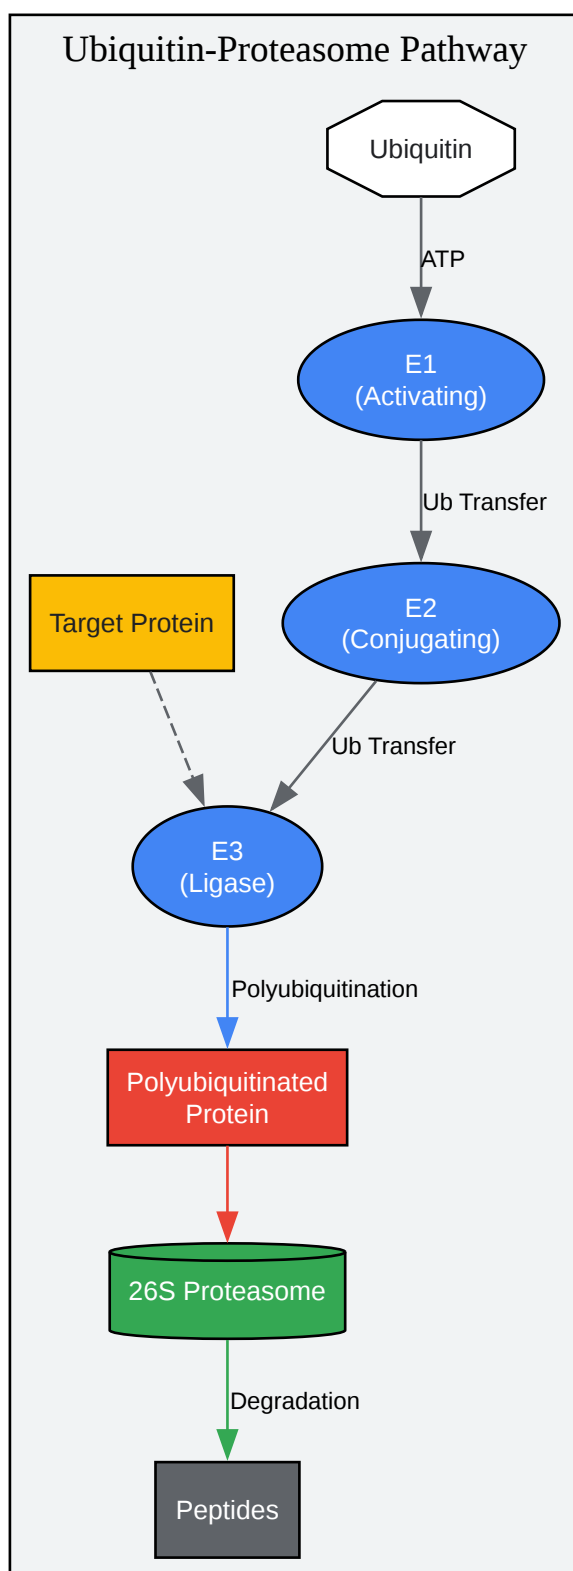 Ubiquitin-Proteasome Pathway
Ubiquitin
ATP
E1
(Activating)
Ub Transfer
Target Protein
E2
(Conjugating)
Ub Transfer
E3
(Ligase)
Polyubiquitination
Polyubiquitinated
Protein
26S Proteasome
Degradation
Peptides